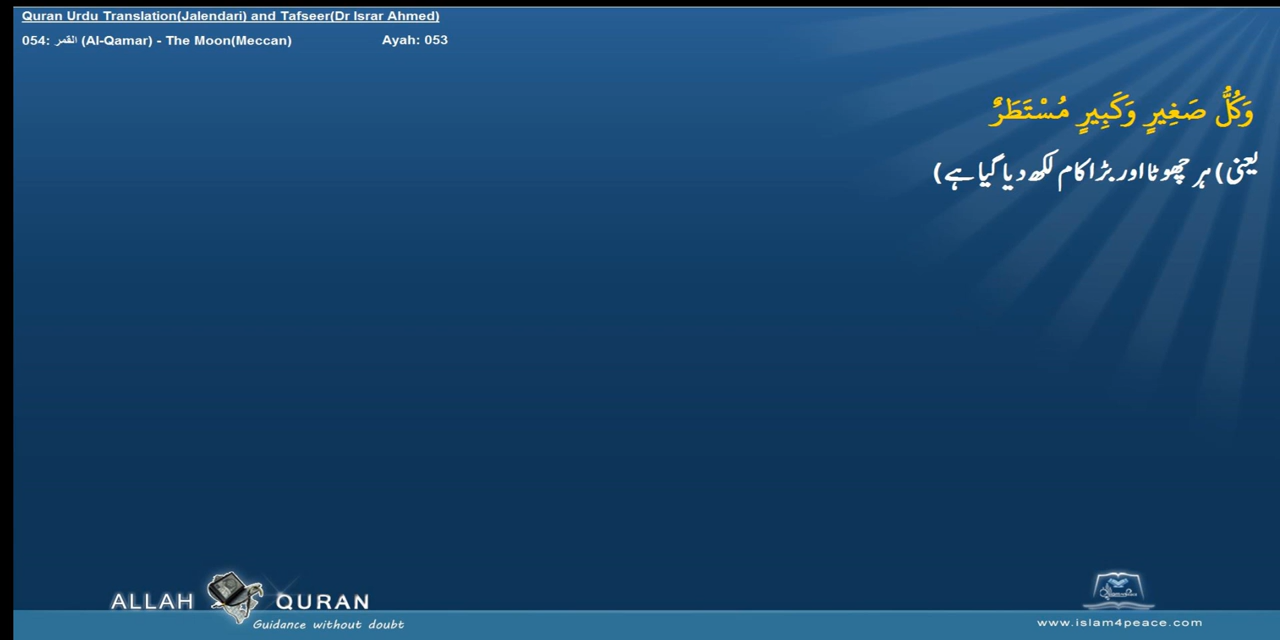 Quran Urdu Translation(Jalendari) and Tafseer(Dr Israr Ahmed)
054: القمر (Al-Qamar) - The Moon(Meccan) Ayah: 053
وَكُلُّ صَغِيرٍ وَكَبِيرٍ مُسْتَطَرٌ
یعنی) ہر چھوٹا اور بڑا کام لکھ دیا گیا ہے)
ALLAH QURAN
Guidance without doubt
www.islam4peace.com